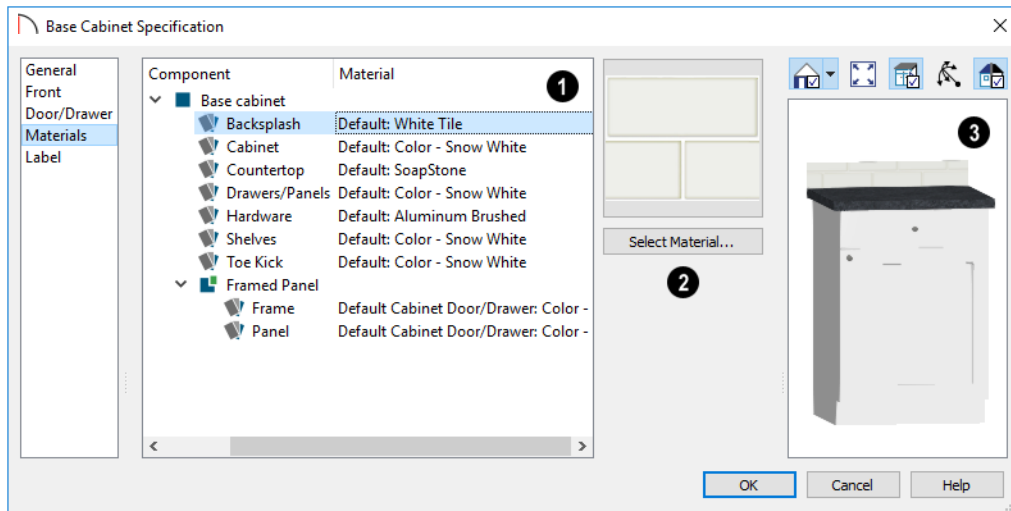 Base Cabinet Specification
General
Front
Door/Drawer
Materials
Label
Component Material
1
Base cabinet
Backsplash Default: White Tile
Cabinet Default: Color - Snow White
Countertop Default: SoapStone
Drawers/Panels Default: Color - Snow White
Hardware Default: Aluminum Brushed
Shelves Default: Color - Snow White
Toe Kick Default: Color - Snow White
Framed Panel
Frame Default Cabinet Door/Drawer: Color -
Panel Default Cabinet Door/Drawer: Color -
Select Material...
2
3
OK Cancel Help